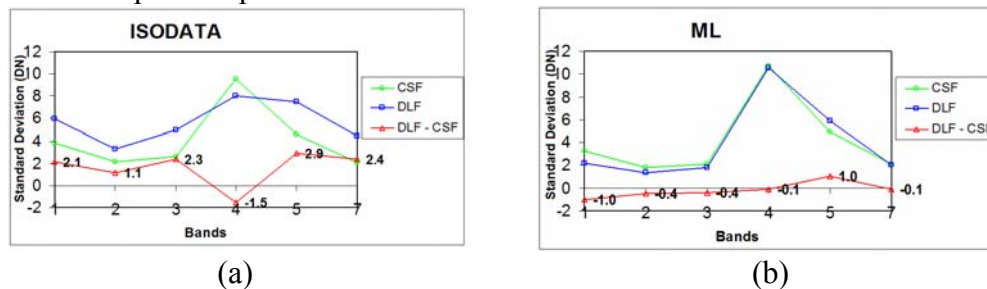 ISODATA
12
10
8
6
4
2
0
-2
Standard Deviation (DN)
2.1
1.1
2.3
-1.5
2.9
2.4
1
2
3
4
5
7
Bands
CSF
DLF
DLF - CSF
(a)
ML
12
10
8
6
4
2
0
-2
Standard Deviation (DN)
-1.0
-0.4
-0.4
-0.1
1.0
-0.1
1
2
3
4
5
7
Bands
CSF
DLF
DLF - CSF
(b)